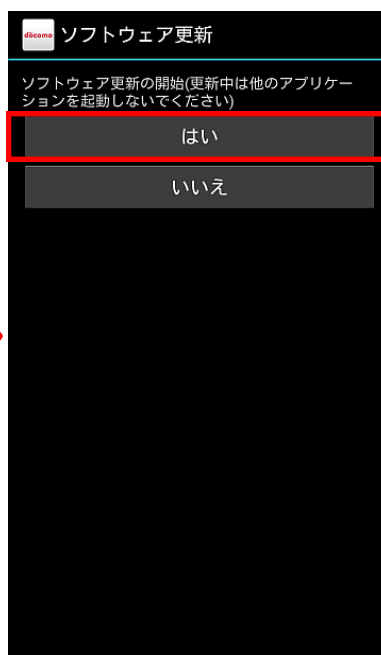 döcomo
ソフトウェア更新
ソフトウェア更新の開始(更新中は他のアプリケー
ションを起動しないでください)
はい
いいえ